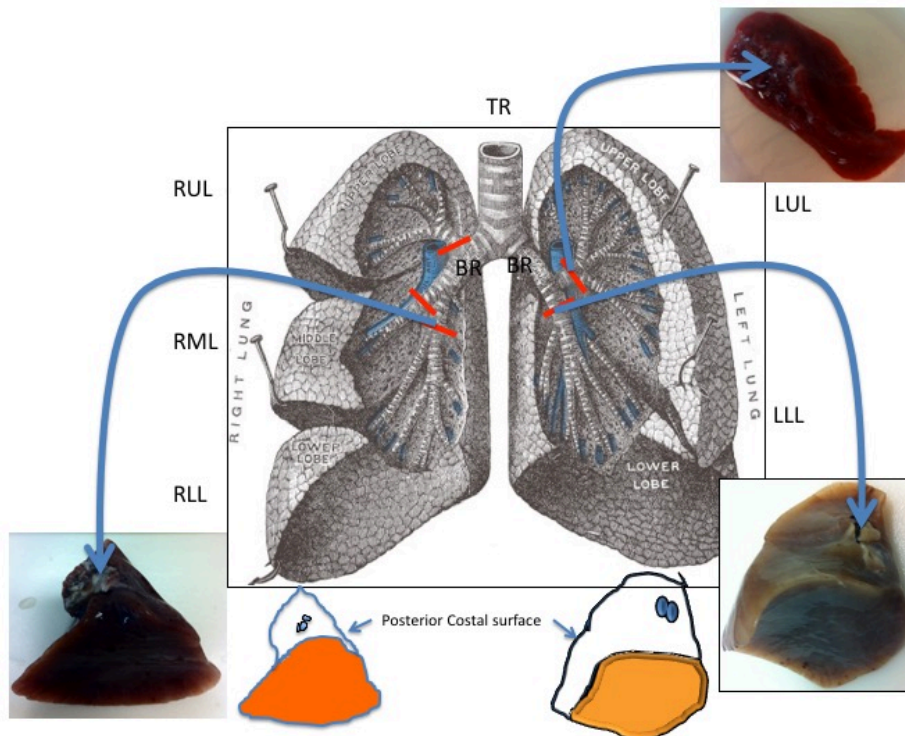 TR
RUL
UPPER LOBE
UPPER LOBE
LUL
BR
BR
RIGHT LUNG
RML
MIDDLE
LOBE
LEFT LUNG
LLL
LOWER
LOBE
LOWER
LOBE
RLL
Posterior Costal surface